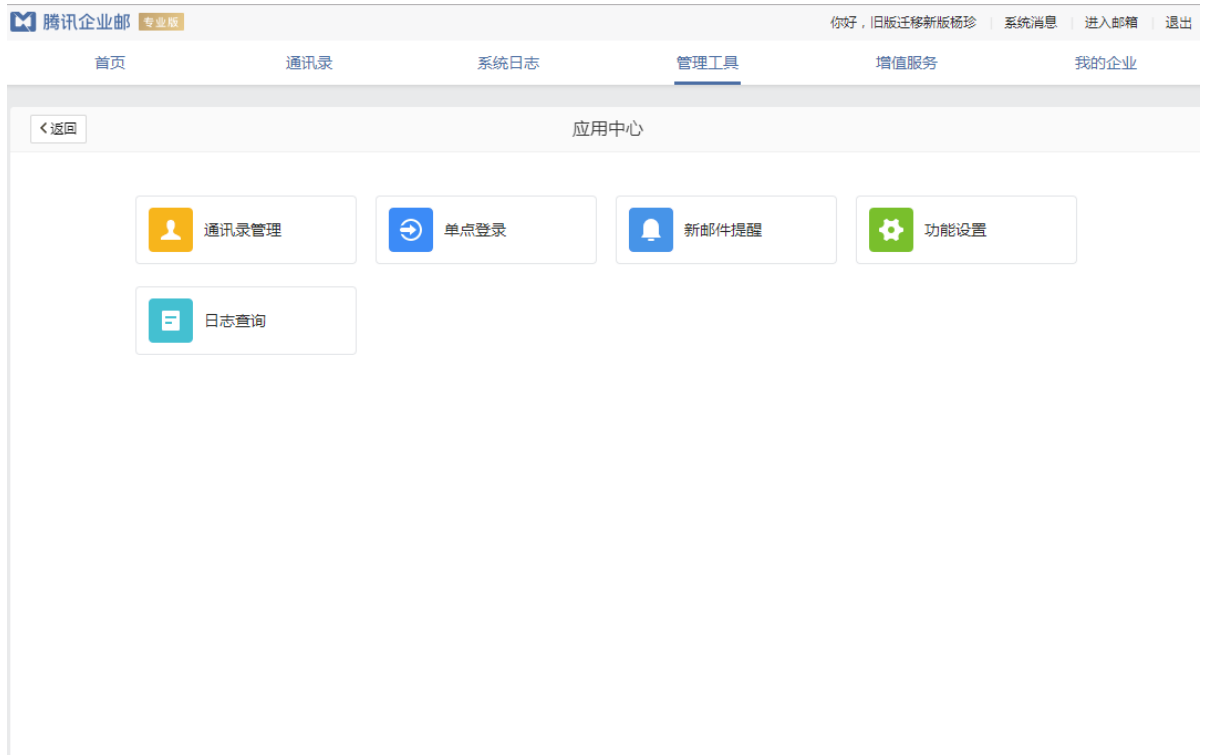 腾讯企业邮 专业版 你好，旧版迁移新版杨珍 系统消息 进入邮箱 退出
首页 通讯录 系统日志 管理工具 增值服务 我的企业
返回 应用中心
通讯录管理 单点登录 新邮件提醒 功能设置
日志查询